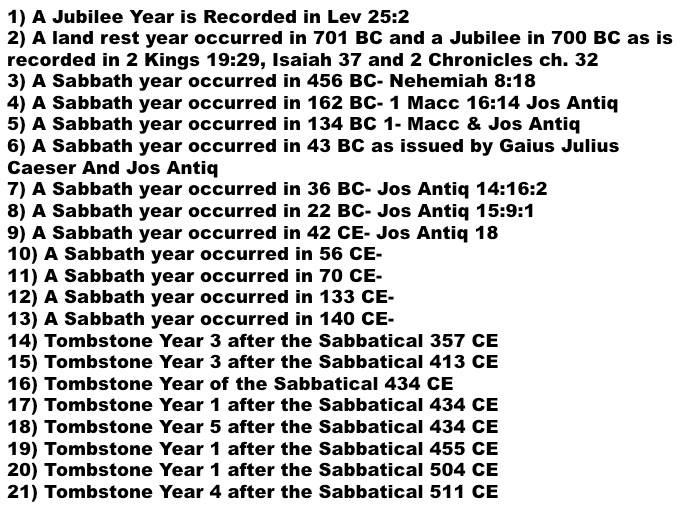 1) A Jubilee Year is Recorded in Lev 25:2
2) A land rest year occurred in 701 BC and a Jubilee in 700 BC as is
recorded in 2 Kings 19:29, Isaiah 37 and 2 Chronicles ch. 32
3) A Sabbath year occurred in 456 BC- Nehemiah 8:18
4) A Sabbath year occurred in 162 BC- 1 Macc 16:14 Jos Antiq
5) A Sabbath year occurred in 134 BC 1- Macc & Jos Antiq
6) A Sabbath year occurred in 43 BC as issued by Gaius Julius
Caeser And Jos Antiq
7) A Sabbath year occurred in 36 BC- Jos Antiq 14:16:2
8) A Sabbath year occurred in 22 BC- Jos Antiq 15:9:1
9) A Sabbath year occurred in 42 CE- Jos Antiq 18
10) A Sabbath year occurred in 56 CE-
11) A Sabbath year occurred in 70 CE-
12) A Sabbath year occurred in 133 CE-
13) A Sabbath year occurred in 140 CE-
14) Tombstone Year 3 after the Sabbatical 357 CE
15) Tombstone Year 3 after the Sabbatical 413 CE
16) Tombstone Year of the Sabbatical 434 CE
17) Tombstone Year 1 after the Sabbatical 434 CE
18) Tombstone Year 5 after the Sabbatical 434 CE
19) Tombstone Year 1 after the Sabbatical 455 CE
20) Tombstone Year 1 after the Sabbatical 504 CE
21) Tombstone Year 4 after the Sabbatical 511 CE